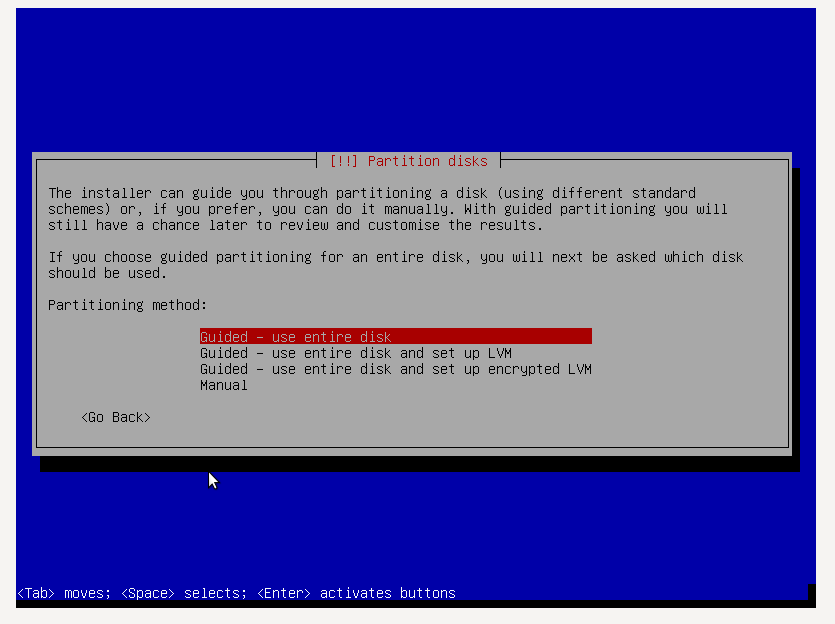 [!!] Partition disks
The installer can guide you through partitioning a disk (using different standard
schemes) or, if you prefer, you can do it manually. With guided partitioning you will
still have a chance later to review and customise the results.
If you choose guided partitioning for an entire disk, you will next be asked which disk
should be used.
Partitioning method:
Guided - use entire disk
Guided - use entire disk and set up LVM
Guided - use entire disk and set up encrypted LVM
Manual
<Go Back>
<Tab> moves; <Space> selects; <Enter> activates buttons